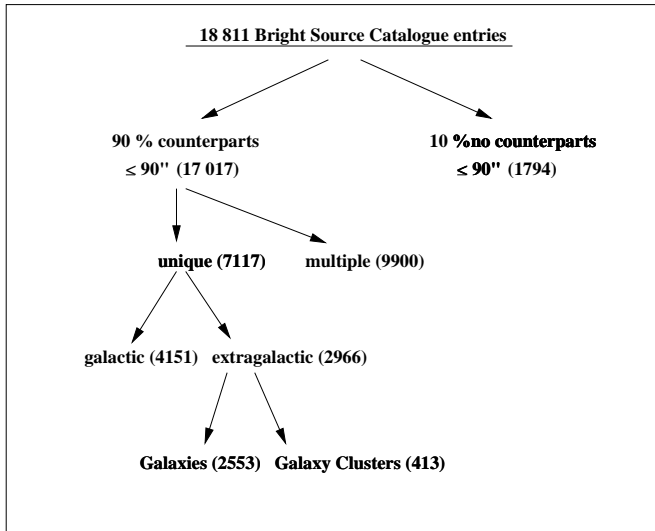 18 811 Bright Source Catalogue entries
90 % counterparts
≤ 90" (17 017)
10 %no counterparts
≤ 90" (1794)
unique (7117)
multiple (9900)
galactic (4151)
extragalactic (2966)
Galaxies (2553)
Galaxy Clusters (413)